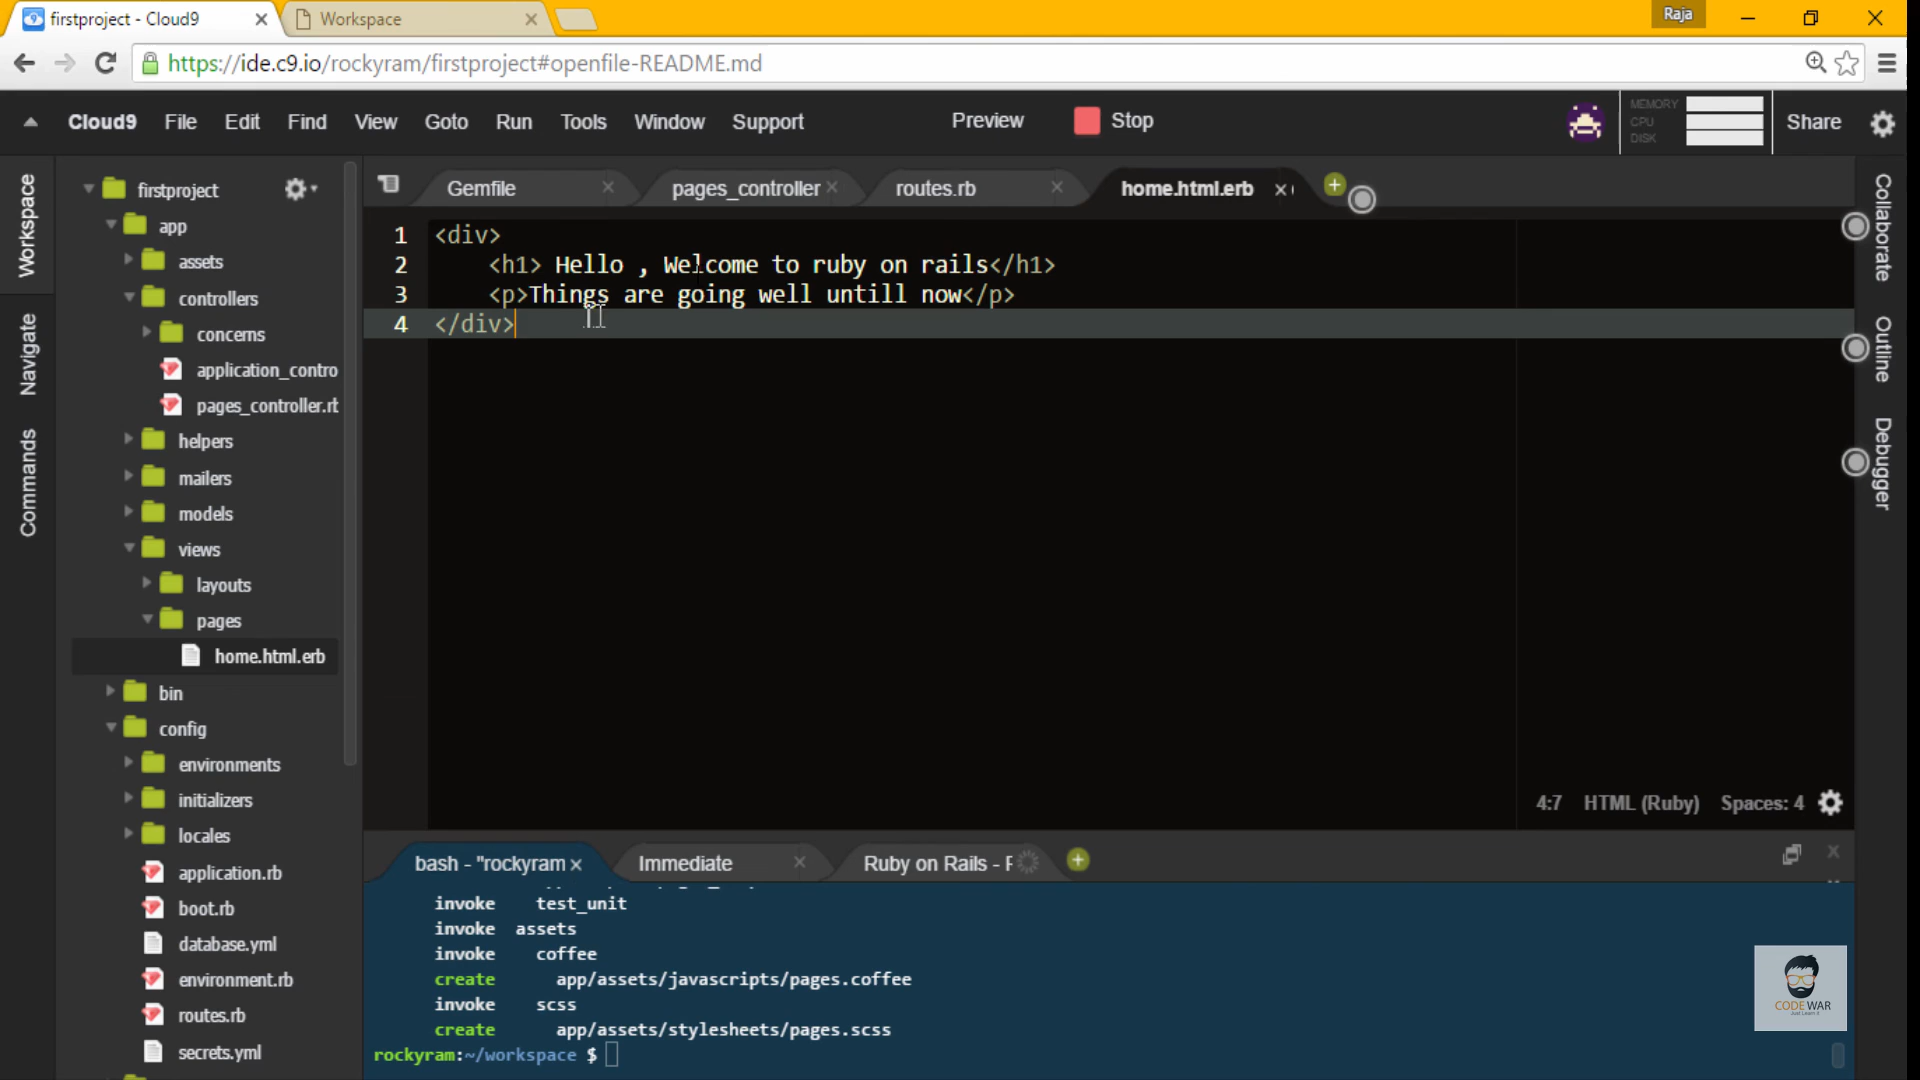 firstproject - Cloud9
Workspace
Raja
https://ide.c9.io/rockyram/firstproject#openfile-README.md
Cloud9 File Edit Find View Goto Run Tools Window Support Preview Stop
MEMORY
CPU
DISK
Share
Workspace
Navigate
Commands
firstproject
app
assets
controllers
concerns
application_contro
pages_controller.rb
helpers
mailers
models
views
layouts
pages
home.html.erb
bin
config
environments
initializers
locales
application.rb
boot.rb
database.yml
environment.rb
routes.rb
secrets.yml
Gemfile pages_controller routes.rb home.html.erb
1 <div>
2 <h1> Hello , Welcome to ruby on rails</h1>
3 <p>Things are going well untill now</p>
4 </div>
4:7 HTML (Ruby) Spaces: 4
Collaborate
Outline
Debugger
bash - "rockyram Immediate Ruby on Rails -
invoke test_unit
invoke assets
invoke coffee
create app/assets/javascripts/pages.coffee
invoke scss
create app/assets/stylesheets/pages.scss
rockyram:~/workspace $
CODE WAR
Just Learn it